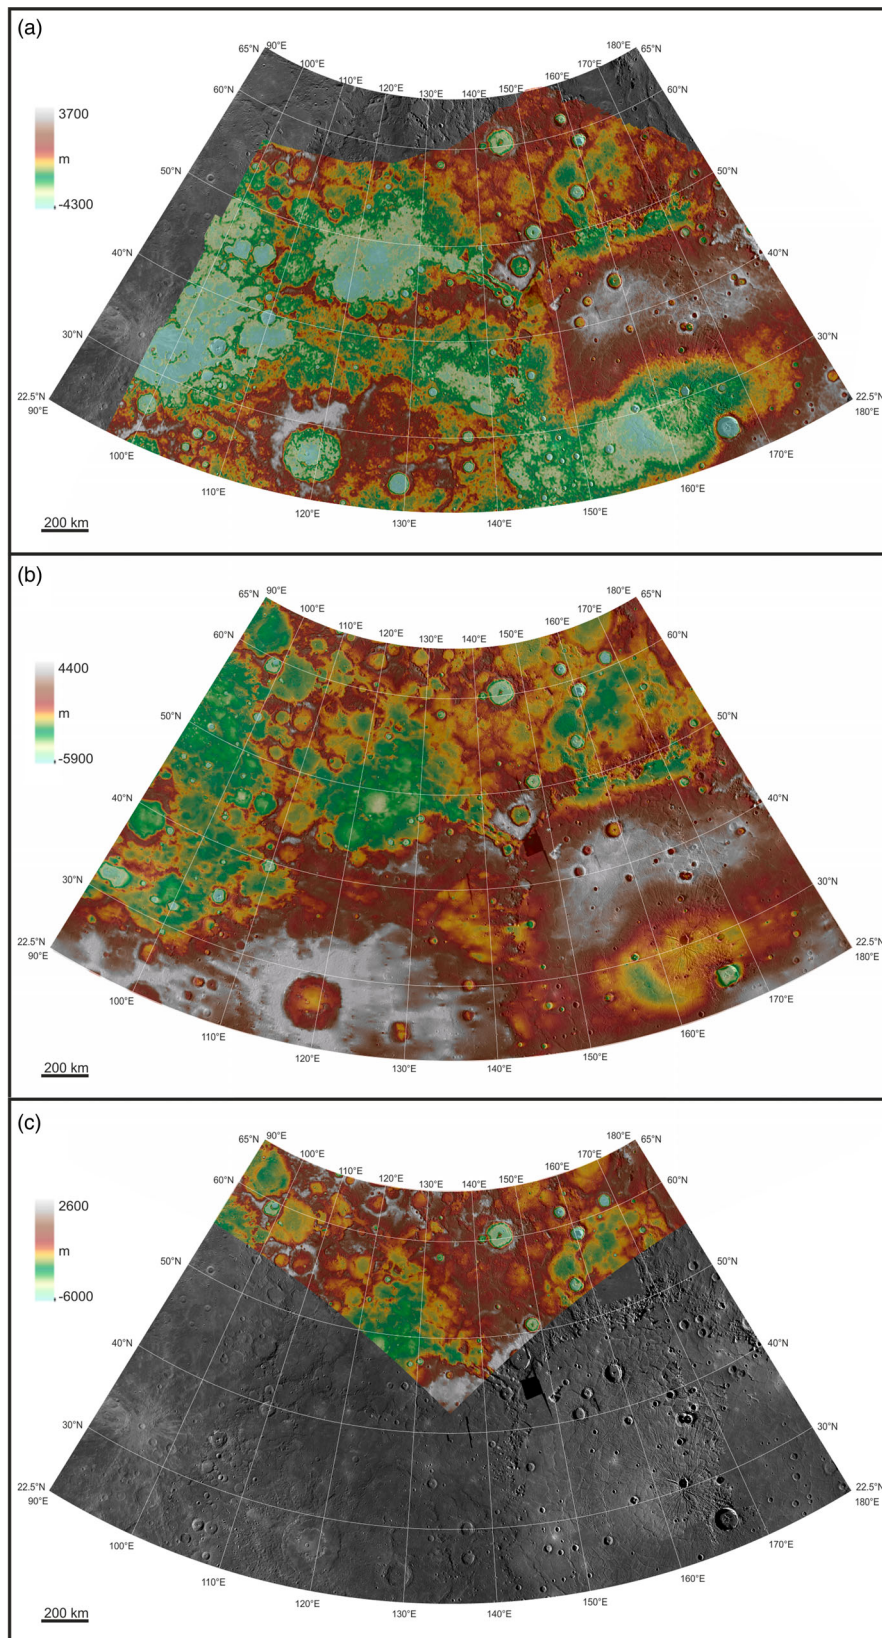 (a)
180°E 65°N
65°N 90°E
100°E 110°E 120°E 130°E 140°E 150°E 160°E 170°E
60°N 60°N
3700
m
-4300
50°N 50°N
40°N 40°N
30°N 30°N
22.5°N 22.5°N
90°E 180°E
100°E 170°E
110°E 160°E
120°E 150°E
130°E 140°E
200 km
(b)
180°E 65°N
65°N 90°E
100°E 110°E 120°E 130°E 140°E 150°E 160°E 170°E
60°N 60°N
4400
m
-5900
50°N 50°N
40°N 40°N
30°N 30°N
22.5°N 22.5°N
90°E 180°E
100°E 170°E
110°E 160°E
120°E 150°E
130°E 140°E
200 km
(c)
180°E 65°N
65°N 90°E
100°E 110°E 120°E 130°E 140°E 150°E 160°E 170°E
60°N 60°N
2600
m
-6000
50°N 50°N
40°N 40°N
30°N 30°N
22.5°N 22.5°N
90°E 180°E
100°E 170°E
110°E 160°E
120°E 150°E
130°E 140°E
200 km